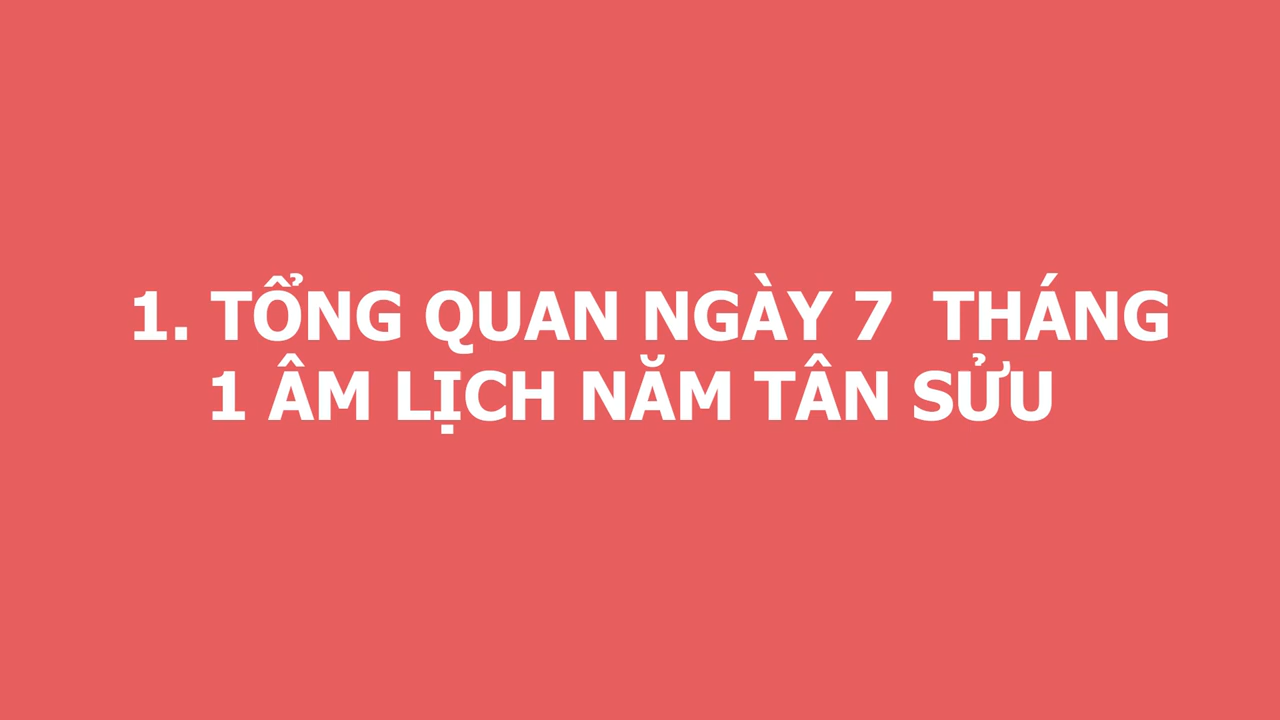 1. TỔNG QUAN NGÀY 7 THÁNG
1 ÂM LỊCH NĂM TÂN SỬU